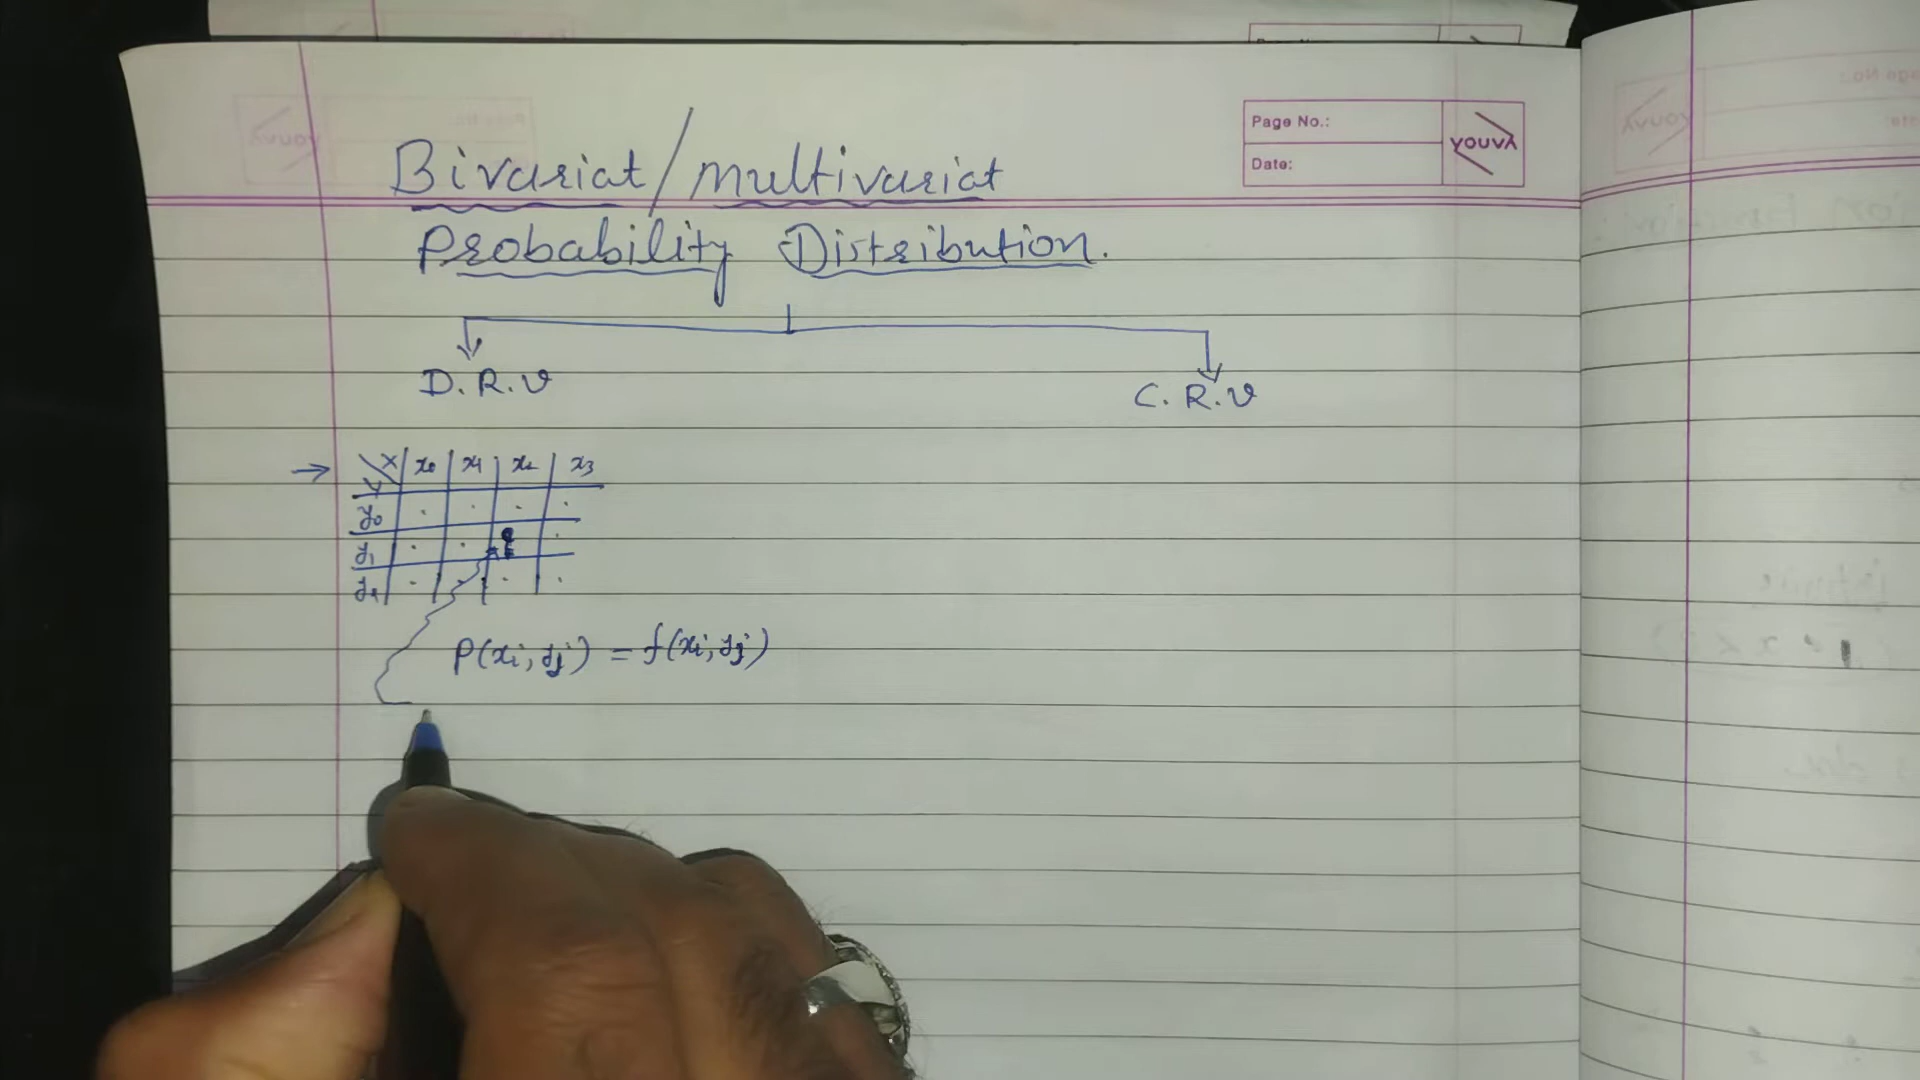 Page No.:
Date:
youva
Bivariat/multivariat
Probability Distribution.
D.R.v
C.R.v
→ X x0 x1 x2 x3
Y
y0 . . . .
y1 . . .
y2 . . . .
P(xi, yj) = f(xi, yj)